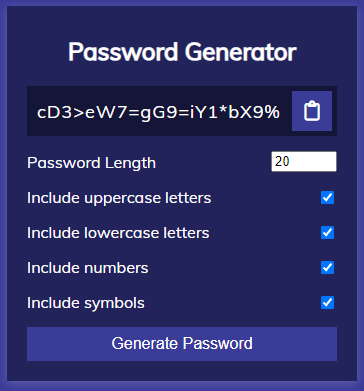 Password Generator
cD3>eW7=gG9=iY1*bX9%
Password Length 20
Include uppercase letters
Include lowercase letters
Include numbers
Include symbols
Generate Password